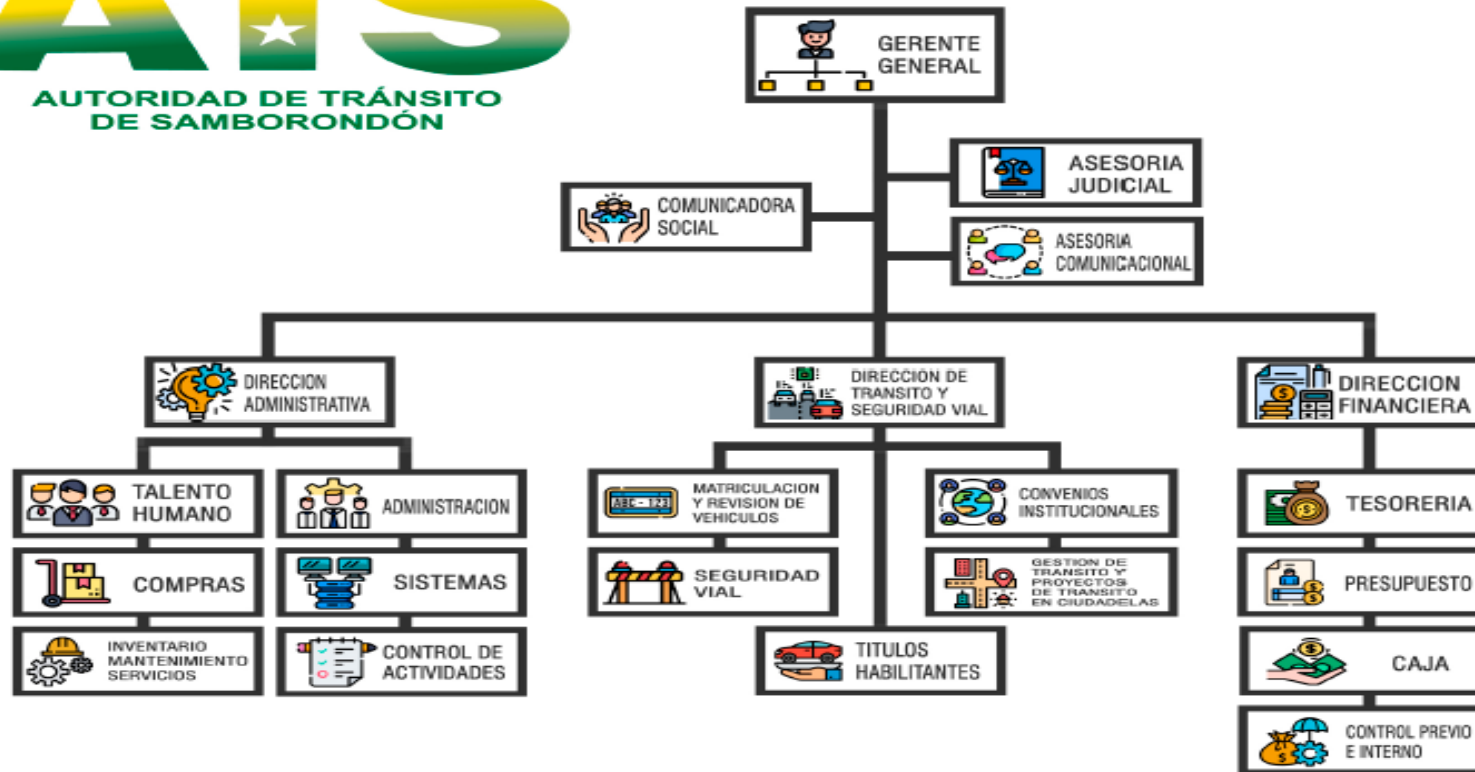 ATS
AUTORIDAD DE TRÁNSITO
DE SAMBORONDÓN
GERENTE
GENERAL
ASESORIA
JUDICIAL
COMUNICADORA
SOCIAL
ASESORIA
COMUNICACIONAL
DIRECCION
ADMINISTRATIVA
DIRECCION DE
TRANSITO Y
SEGURIDAD VIAL
DIRECCION
FINANCIERA
TALENTO
HUMANO
ADMINISTRACION
ABC - 123
MATRICULACION
Y REVISION DE
VEHICULOS
CONVENIOS
INSTITUCIONALES
TESORERIA
COMPRAS
SISTEMAS
SEGURIDAD
VIAL
GESTION DE
TRANSITO Y
PROYECTOS
DE TRANSITO
EN CIUDADELAS
PRESUPUESTO
INVENTARIO
MANTENIMIENTO
SERVICIOS
CONTROL DE
ACTIVIDADES
TITULOS
HABILITANTES
CAJA
CONTROL PREVIO
E INTERNO